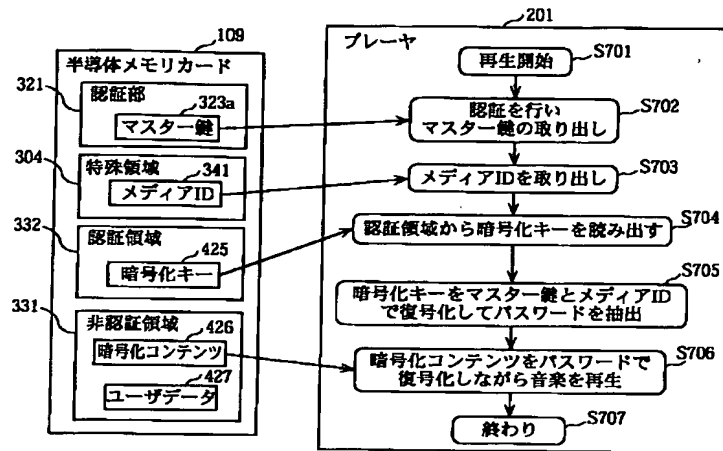 109
半導体メモリカード
321
認証部
323a
マスター鍵
304
特殊領域
341
メディアID
332
認証領域
425
暗号化キー
331
非認証領域
426
暗号化コンテンツ
427
ユーザデータ
201
プレーヤ
S701
再生開始
S702
認証を行い
マスター鍵の取り出し
S703
メディアIDを取り出し
S704
認証領域から暗号化キーを読み出す
S705
暗号化キーをマスター鍵とメディアID
で復号化してパスワードを抽出
S706
暗号化コンテンツをパスワードで
復号化しながら音楽を再生
S707
終わり